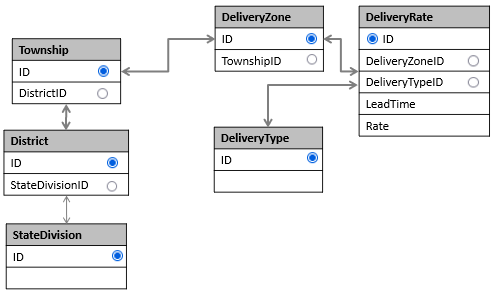 Township
ID
DistrictID
District
ID
StateDivisionID
StateDivision
ID
DeliveryZone
ID
TownshipID
DeliveryType
ID
DeliveryRate
ID
DeliveryZoneID
DeliveryTypeID
LeadTime
Rate